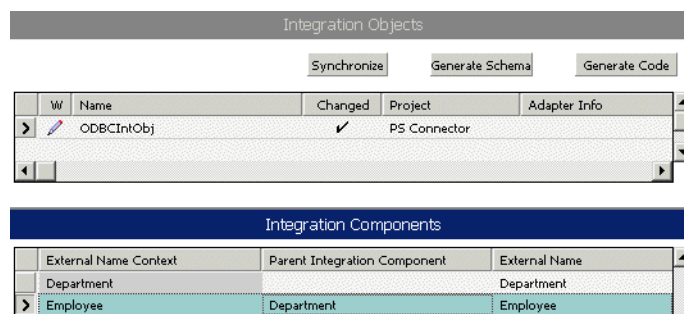 Integration Objects
Synchronize Generate Schema Generate Code
W Name Changed Project Adapter Info
ODBCIntObj PS Connector
Integration Components
External Name Context Parent Integration Component External Name
Department Department
Employee Department Employee